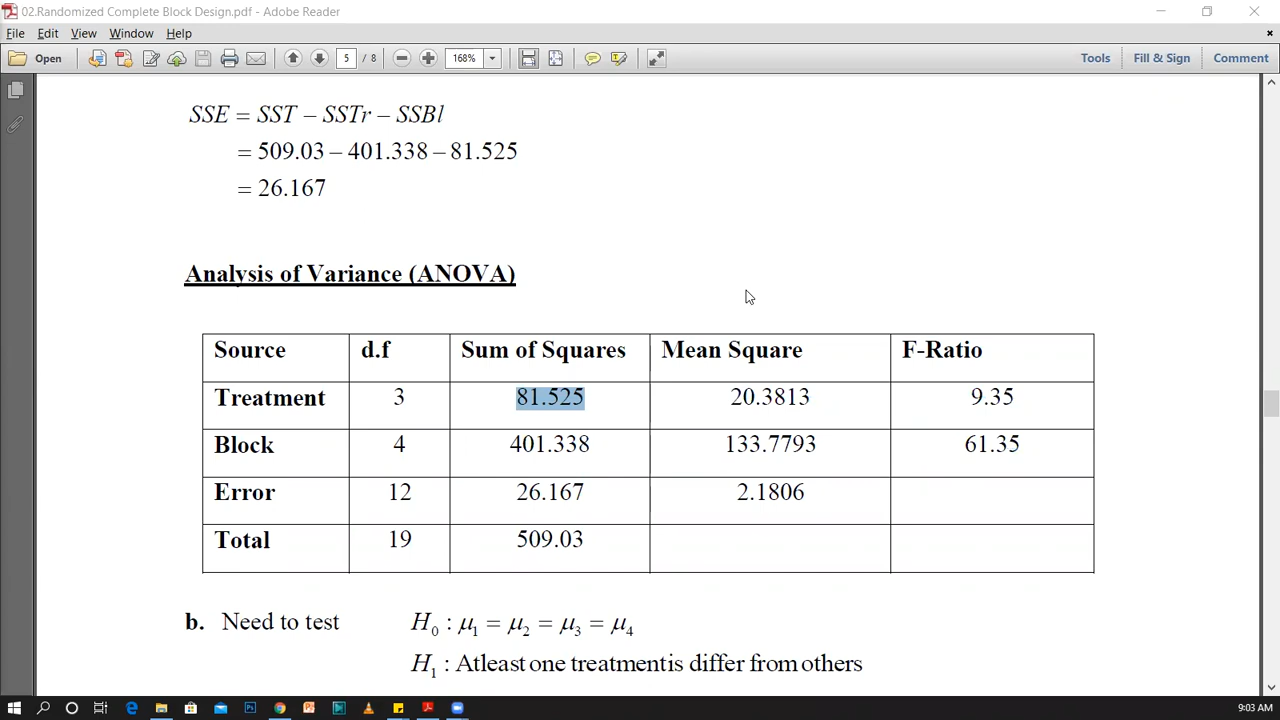 02.Randomized Complete Block Design.pdf - Adobe Reader
File Edit View Window Help
Open 5 / 8 168% Tools Fill & Sign Comment
SSE = SST − SSTr − SSBl
= 509.03 − 401.338 − 81.525
= 26.167
Analysis of Variance (ANOVA)
Source d.f Sum of Squares Mean Square F-Ratio
Treatment 3 81.525 20.3813 9.35
Block 4 401.338 133.7793 61.35
Error 12 26.167 2.1806
Total 19 509.03
b. Need to test H₀ : μ₁ = μ₂ = μ₃ = μ₄
H₁ : Atleast one treatmentis differ from others
9:03 AM